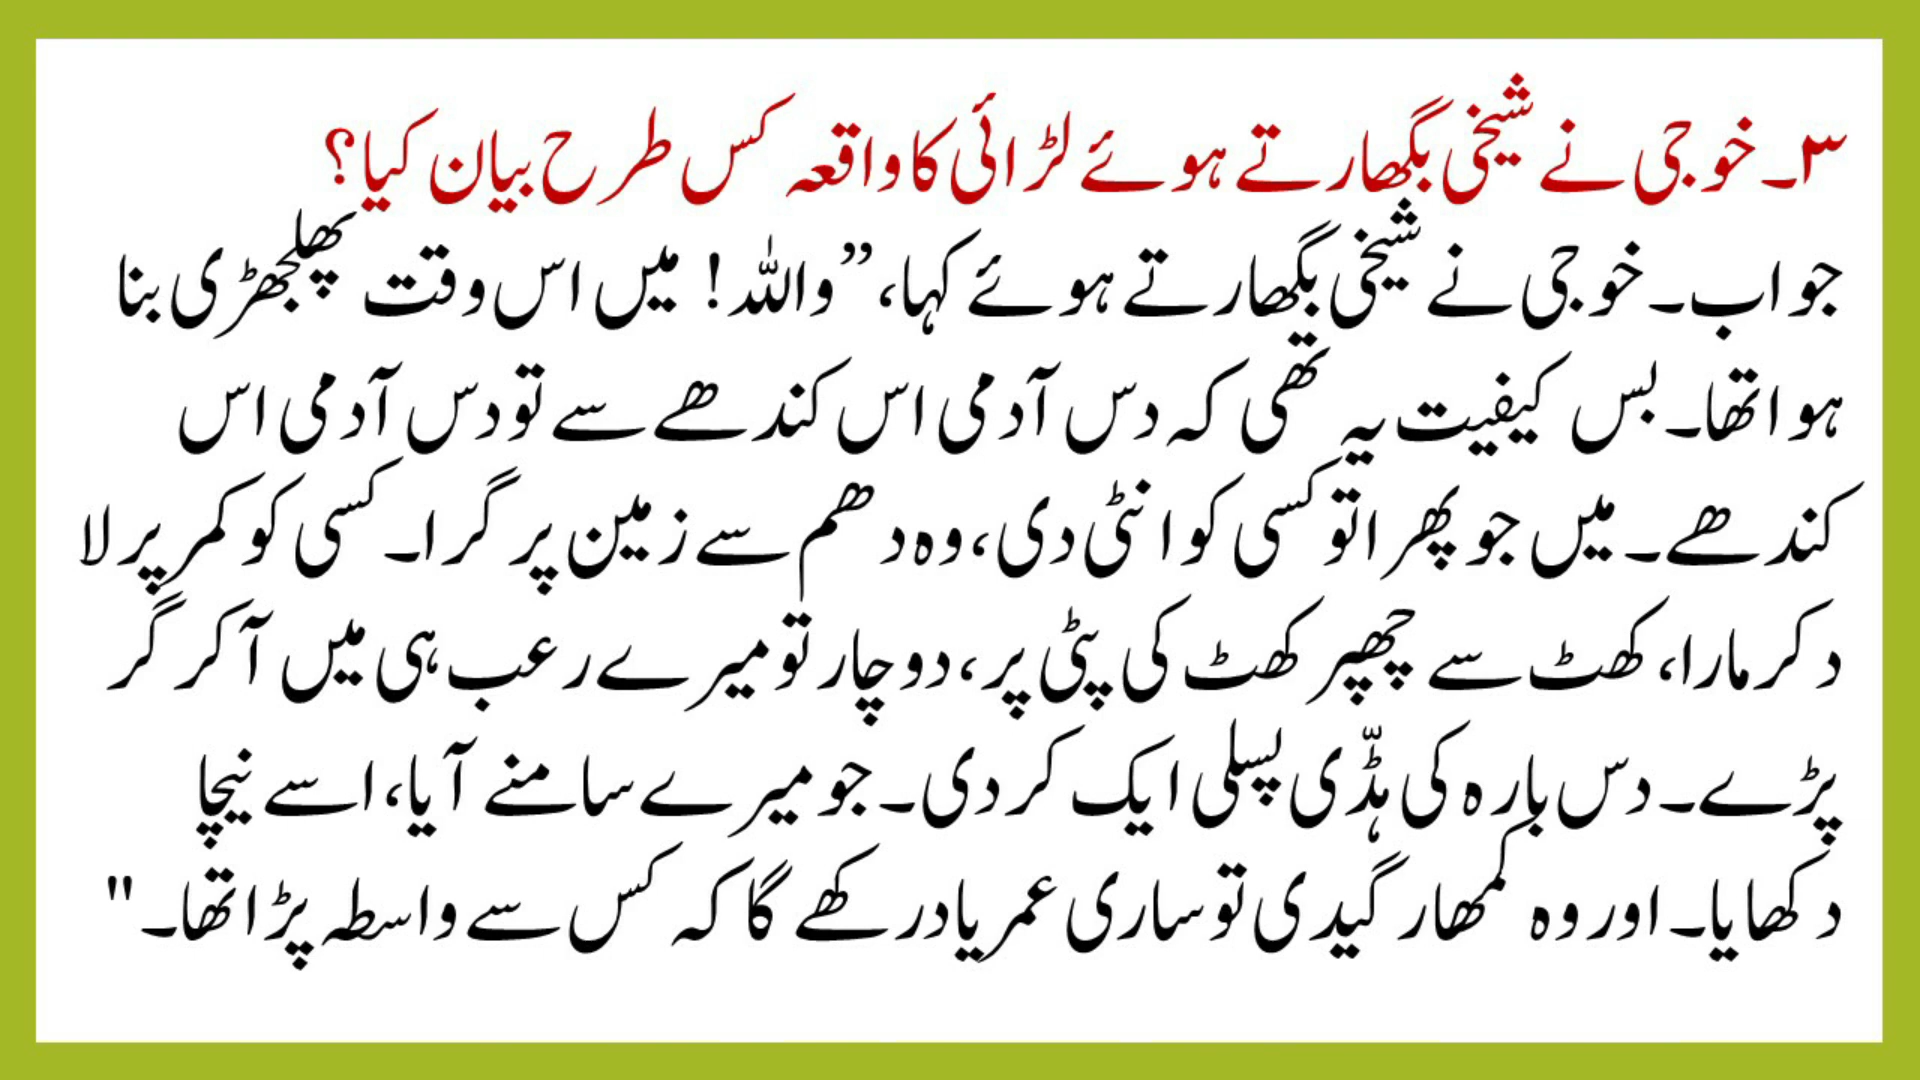 ۳۔ خوجی نے شیخی بگھارتے ہوئے لڑائی کا واقعہ کس طرح بیان کیا؟
جواب۔ خوجی نے شیخی بگھارتے ہوئے کہا، ”واللہ! میں اس وقت پھلجھڑی بنا
ہوا تھا۔ بس کیفیت یہ تھی کہ دس آدمی اس کندھے سے تو دس آدمی اس
کندھے۔ میں جو پھرا تو کسی کو انٹی دی، وہ دھم سے زمین پر گرا۔ کسی کو کمر پر لا
د کر مارا، کھٹ سے چھپر کھٹ کی پٹی پر، دو چار تو میرے رعب ہی میں آکر گر
پڑے۔ دس بارہ کی ہڈّی پسلی ایک کر دی۔ جو میرے سامنے آیا، اسے نیچا
دکھایا۔ اور وہ کمھار گیدی تو ساری عمر یاد رکھے گا کہ کس سے واسطہ پڑا تھا۔"